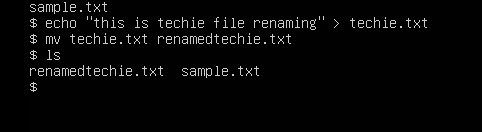 sample.txt
$ echo "this is techie file renaming" > techie.txt
$ mv techie.txt renamedtechie.txt
$ ls
renamedtechie.txt  sample.txt
$